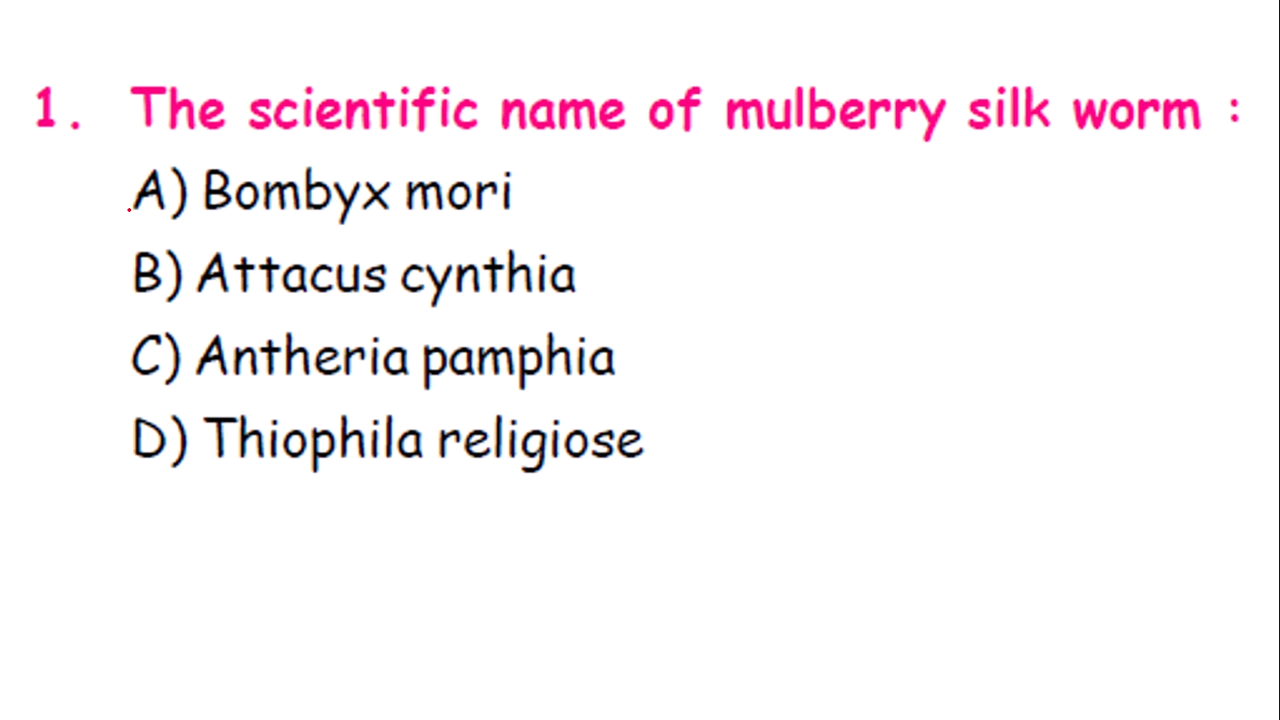 1. The scientific name of mulberry silk worm :
A) Bombyx mori
B) Attacus cynthia
C) Antheria pamphia
D) Thiophila religiose